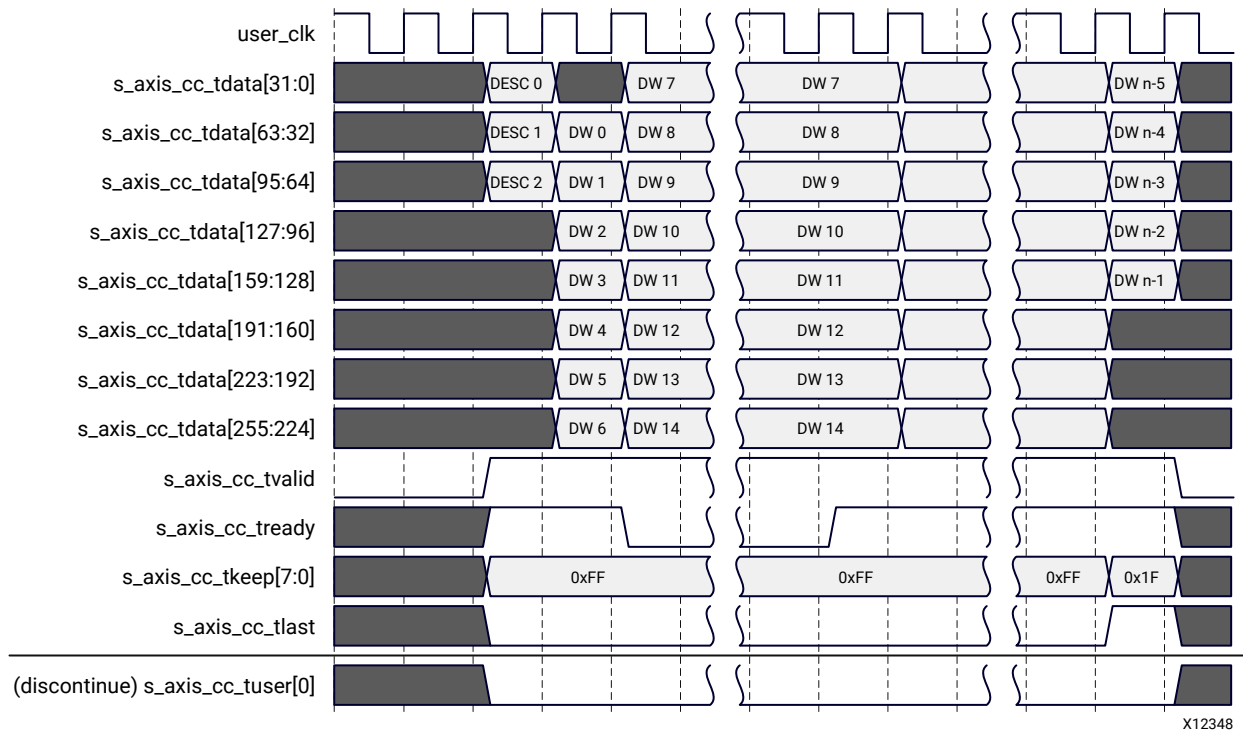 user_clk
s_axis_cc_tdata[31:0] DESC 0 DW 7 DW 7 DW n-5
s_axis_cc_tdata[63:32] DESC 1 DW 0 DW 8 DW 8 DW n-4
s_axis_cc_tdata[95:64] DESC 2 DW 1 DW 9 DW 9 DW n-3
s_axis_cc_tdata[127:96] DW 2 DW 10 DW 10 DW n-2
s_axis_cc_tdata[159:128] DW 3 DW 11 DW 11 DW n-1
s_axis_cc_tdata[191:160] DW 4 DW 12 DW 12
s_axis_cc_tdata[223:192] DW 5 DW 13 DW 13
s_axis_cc_tdata[255:224] DW 6 DW 14 DW 14
s_axis_cc_tvalid
s_axis_cc_tready
s_axis_cc_tkeep[7:0] 0xFF 0xFF 0xFF 0x1F
s_axis_cc_tlast
(discontinue) s_axis_cc_tuser[0]
X12348